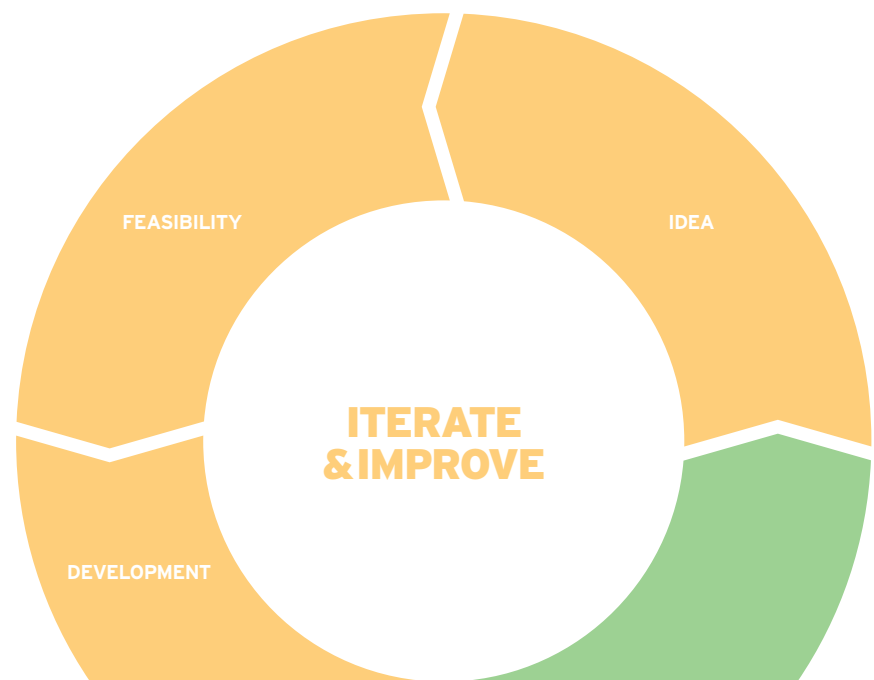 FEASIBILITY
IDEA
ITERATE
& IMPROVE
DEVELOPMENT